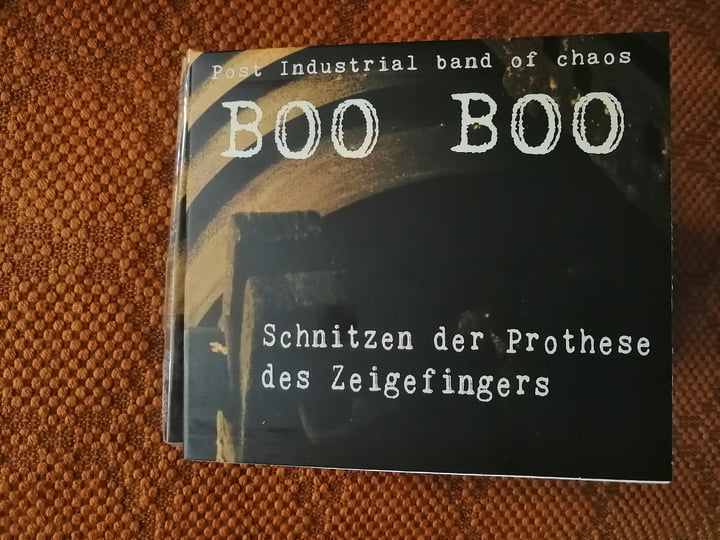 Post Industrial band of chaos
BOO BOO
Schnitzen der Prothese
des Zeigefingers